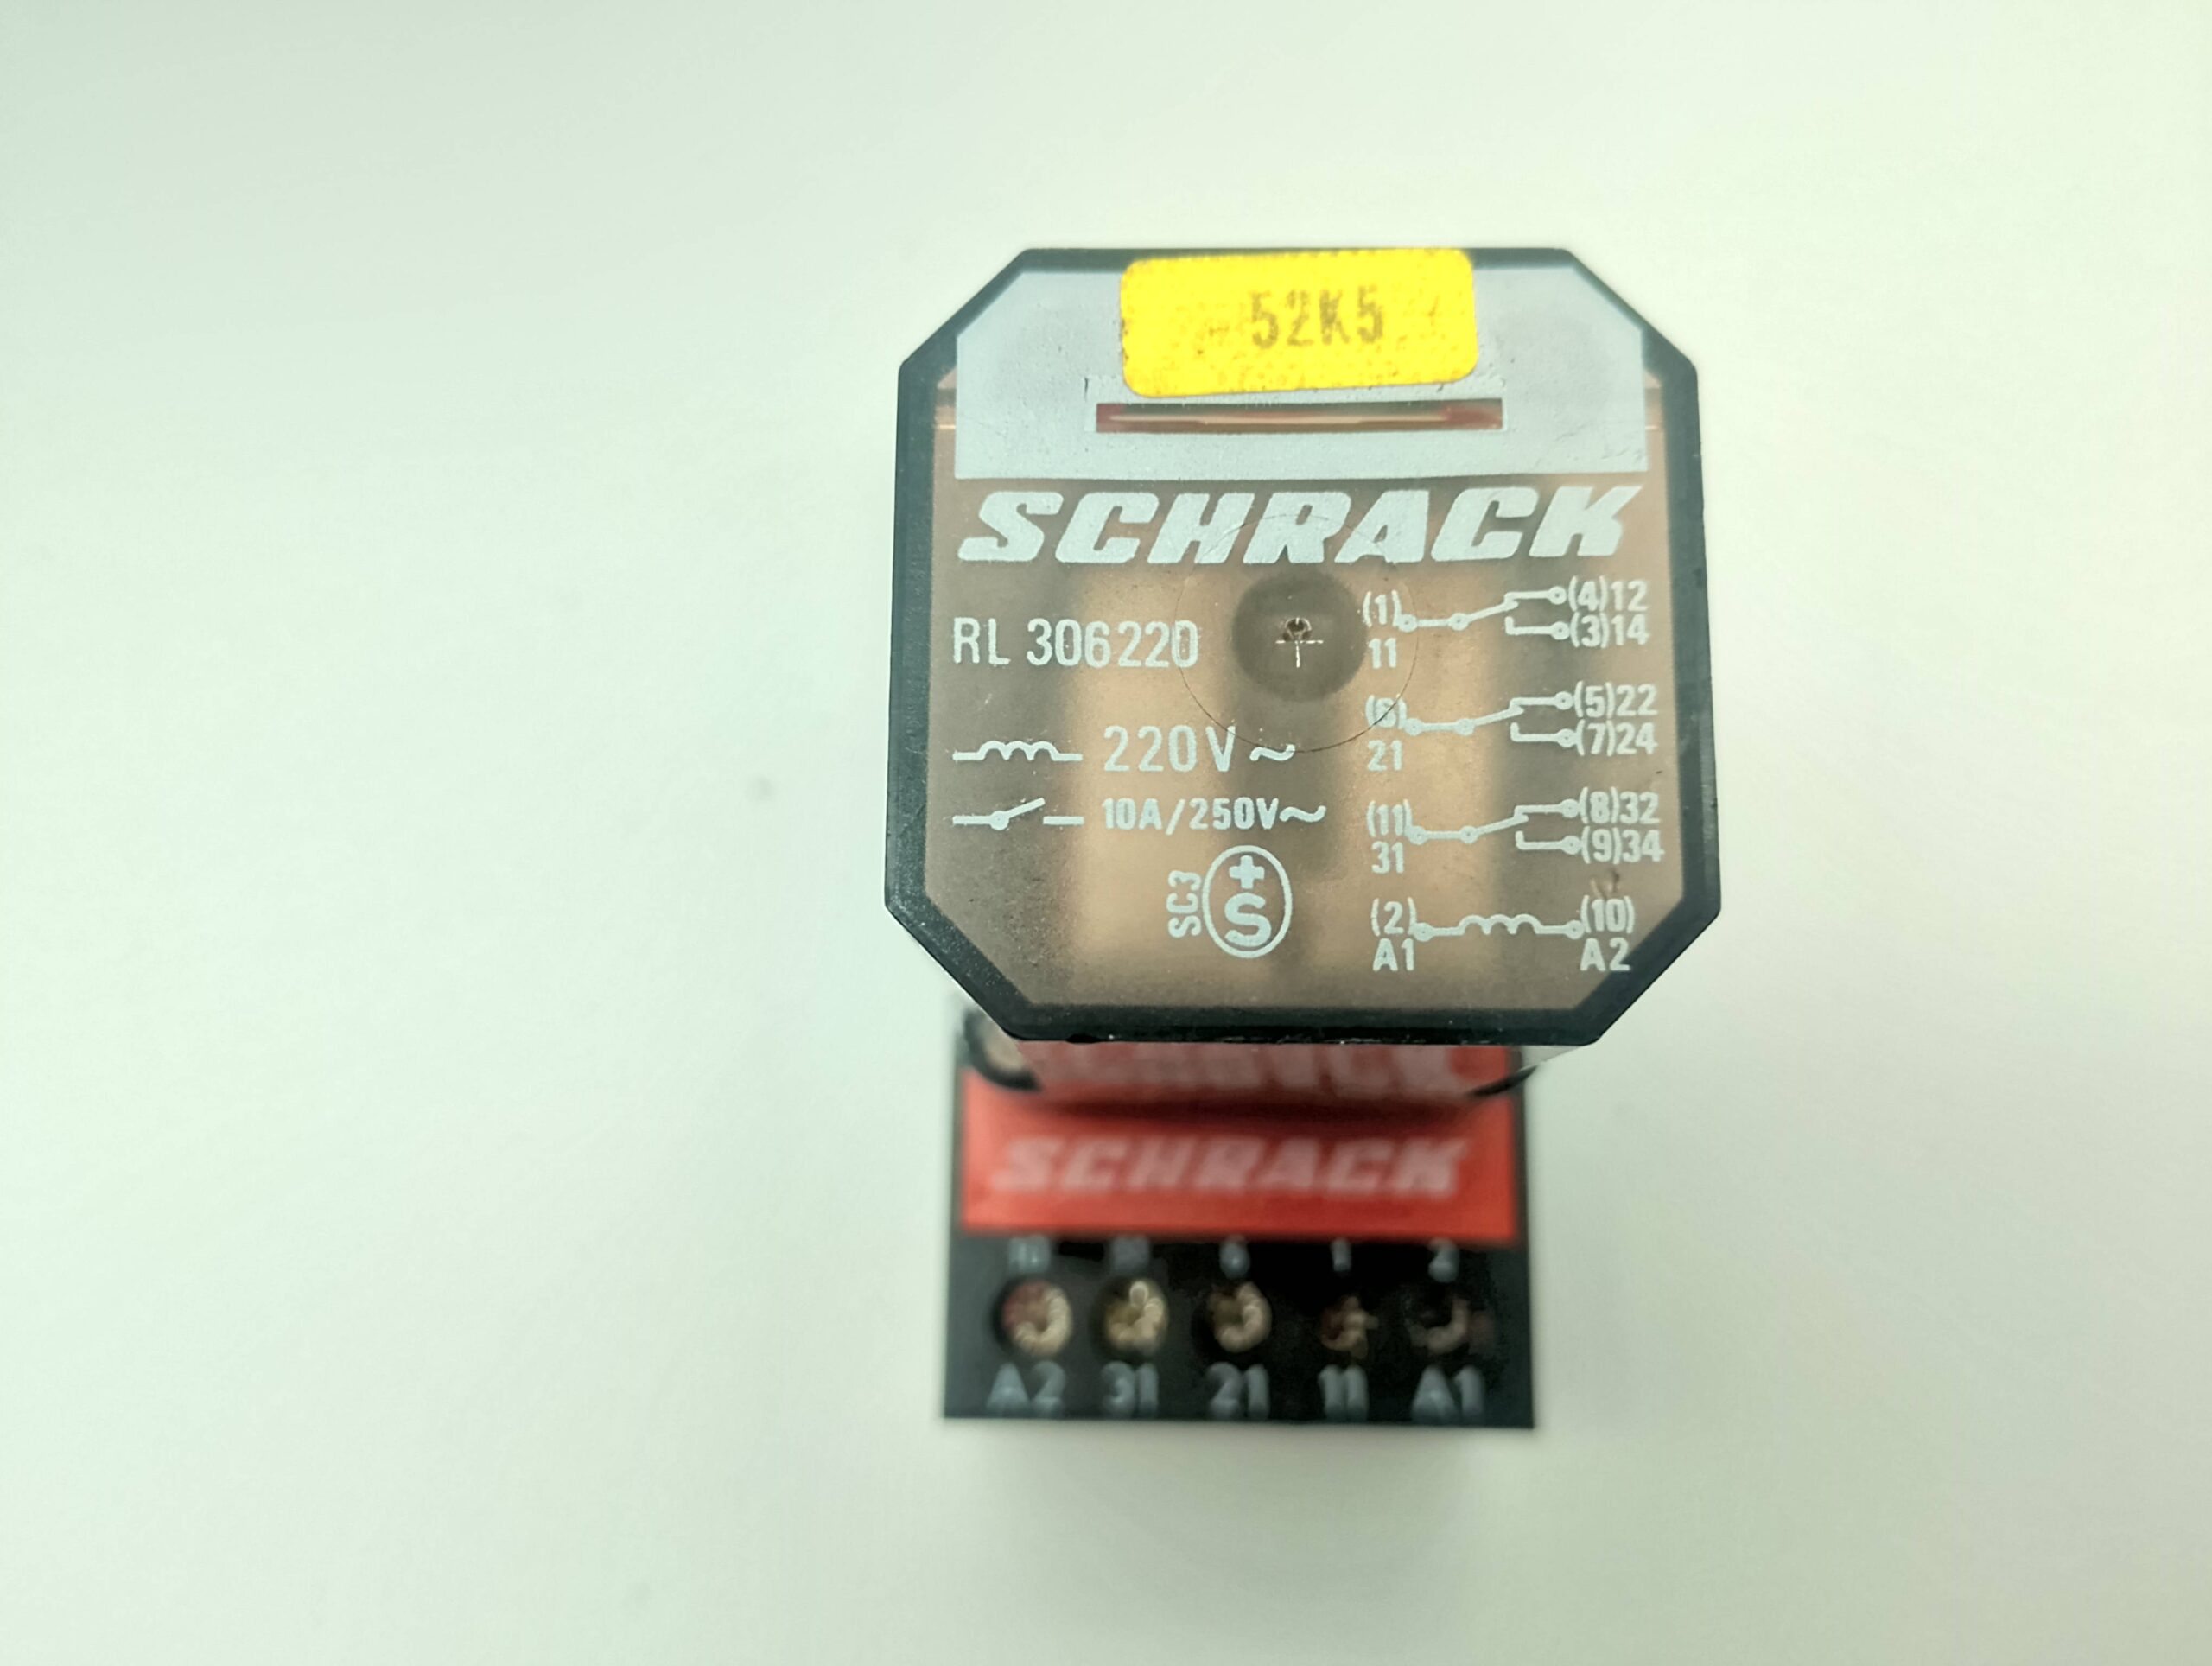 52K5
SCHRACK
RL 306220
220V~
10A/250V~
SC3
+
S
(1) (4)12
11 (3)14
(6) (5)22
21 (7)24
(11) (8)32
31 (9)34
(2) (10)
A1 A2
SCHRACK
10 6 1 2
A2 31 21 11 A1